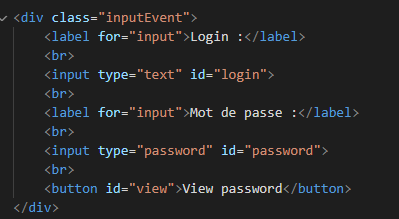 <div class="inputEvent">
    <label for="input">Login :</label>
    <br>
    <input type="text" id="login">
    <br>
    <label for="input">Mot de passe :</label>
    <br>
    <input type="password" id="password">
    <br>
    <button id="view">View password</button>
</div>